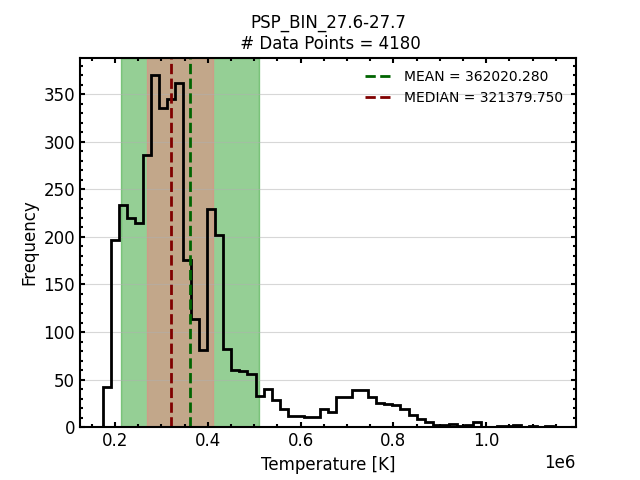 PSP_BIN_27.6-27.7
# Data Points = 4180
MEAN = 362020.280
MEDIAN = 321379.750
Frequency
350
300
250
200
150
100
50
0
0.2 0.4 0.6 0.8 1.0
1e6
Temperature [K]